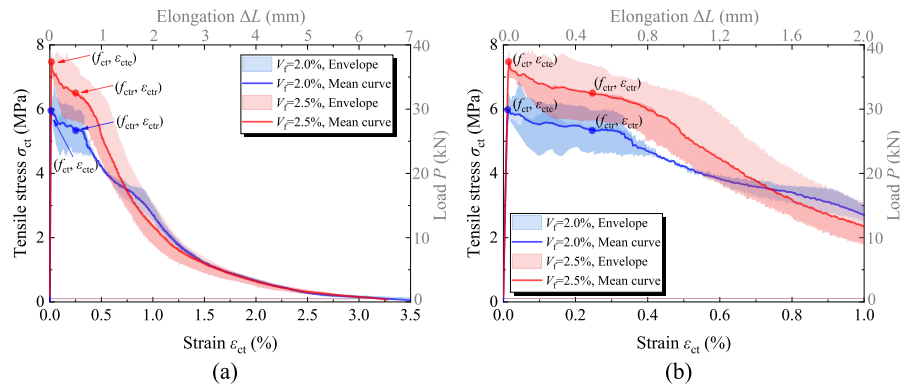 Elongation ΔL (mm)
0 1 2 3 4 5 6 7
8
6
4
2
0
Tensile stress σct (MPa)
40
30
20
10
0
Load P (kN)
(fct, εcte)
(fctr, εctr)
(fctr, εctr)
(fct, εcte)
Vf=2.0%, Envelope
Vf=2.0%, Mean curve
Vf=2.5%, Envelope
Vf=2.5%, Mean curve
0.0 0.5 1.0 1.5 2.0 2.5 3.0 3.5
Strain εct (%)
(a)
Elongation ΔL (mm)
0.0 0.4 0.8 1.2 1.6 2.0
8
6
4
2
0
Tensile stress σct (MPa)
40
30
20
10
0
Load P (kN)
(fct, εcte)
(fctr, εctr)
(fct, εcte)
(fctr, εctr)
Vf=2.0%, Envelope
Vf=2.0%, Mean curve
Vf=2.5%, Envelope
Vf=2.5%, Mean curve
0.0 0.2 0.4 0.6 0.8 1.0
Strain εct (%)
(b)